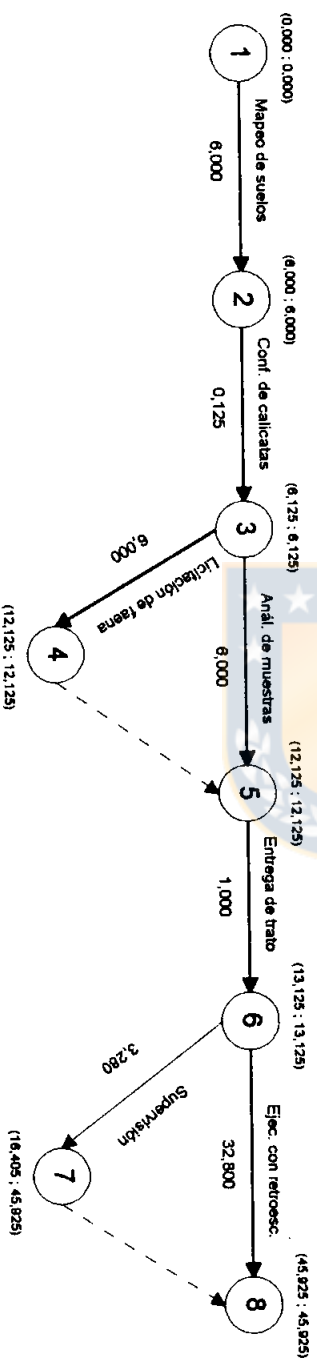 (0,000 ; 0,000)
1
Mapeo de suelos
6,000
(6,000 ; 6,000)
2
Conf. de calicatas
0,125
(6,125 ; 6,125)
3
Anál. de muestras
6,000
Licitación de faena
6,000
4
(12,125 ; 12,125)
(12,125 ; 12,125)
5
Entrega de trato
1,000
(13,125 ; 13,125)
6
Ejec. con retroesc.
32,800
Supervisión
3,280
7
(16,405 ; 45,925)
(45,925 ; 45,925)
8